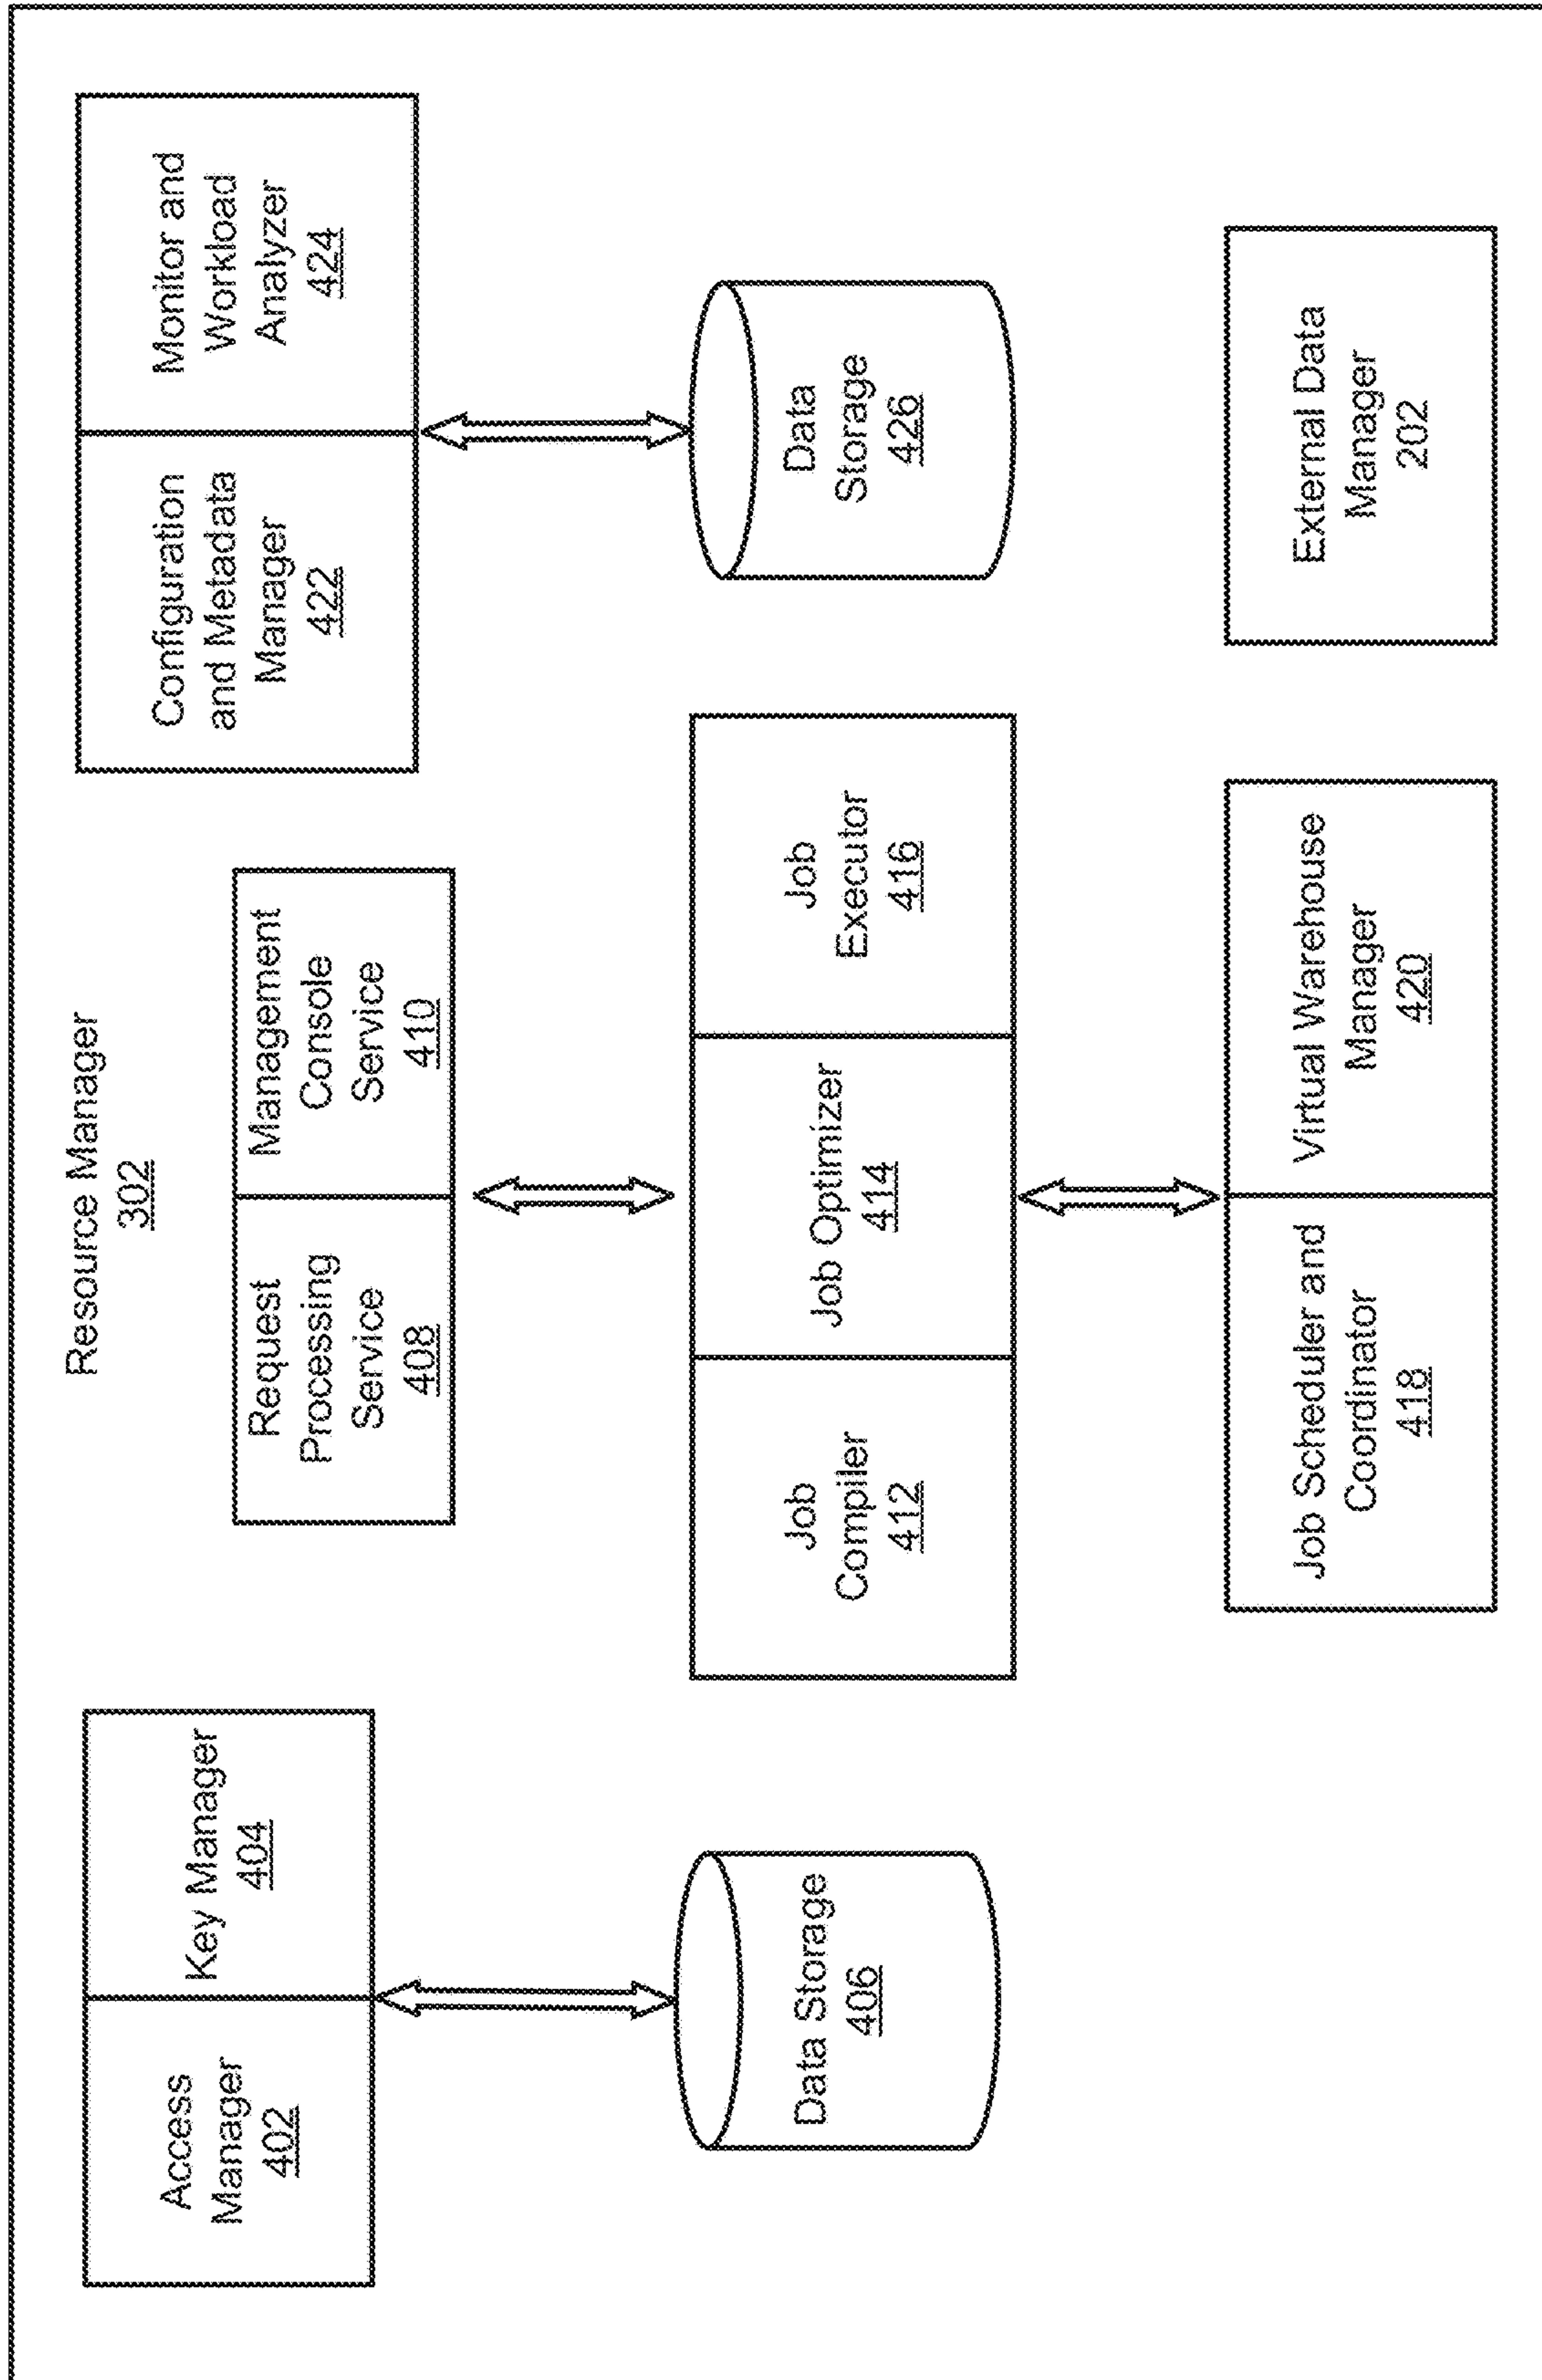 Resource Manager
302
Access
Manager
402
Key Manager
404
Request
Processing
Service
408
Management
Console
Service
410
Configuration
and Metadata
Manager
422
Monitor and
Workload
Analyzer
424
Data Storage
406
Job
Compiler
412
Job Optimizer
414
Job
Executor
416
Data
Storage
426
Job Scheduler and
Coordinator
418
Virtual Warehouse
Manager
420
External Data
Manager
202